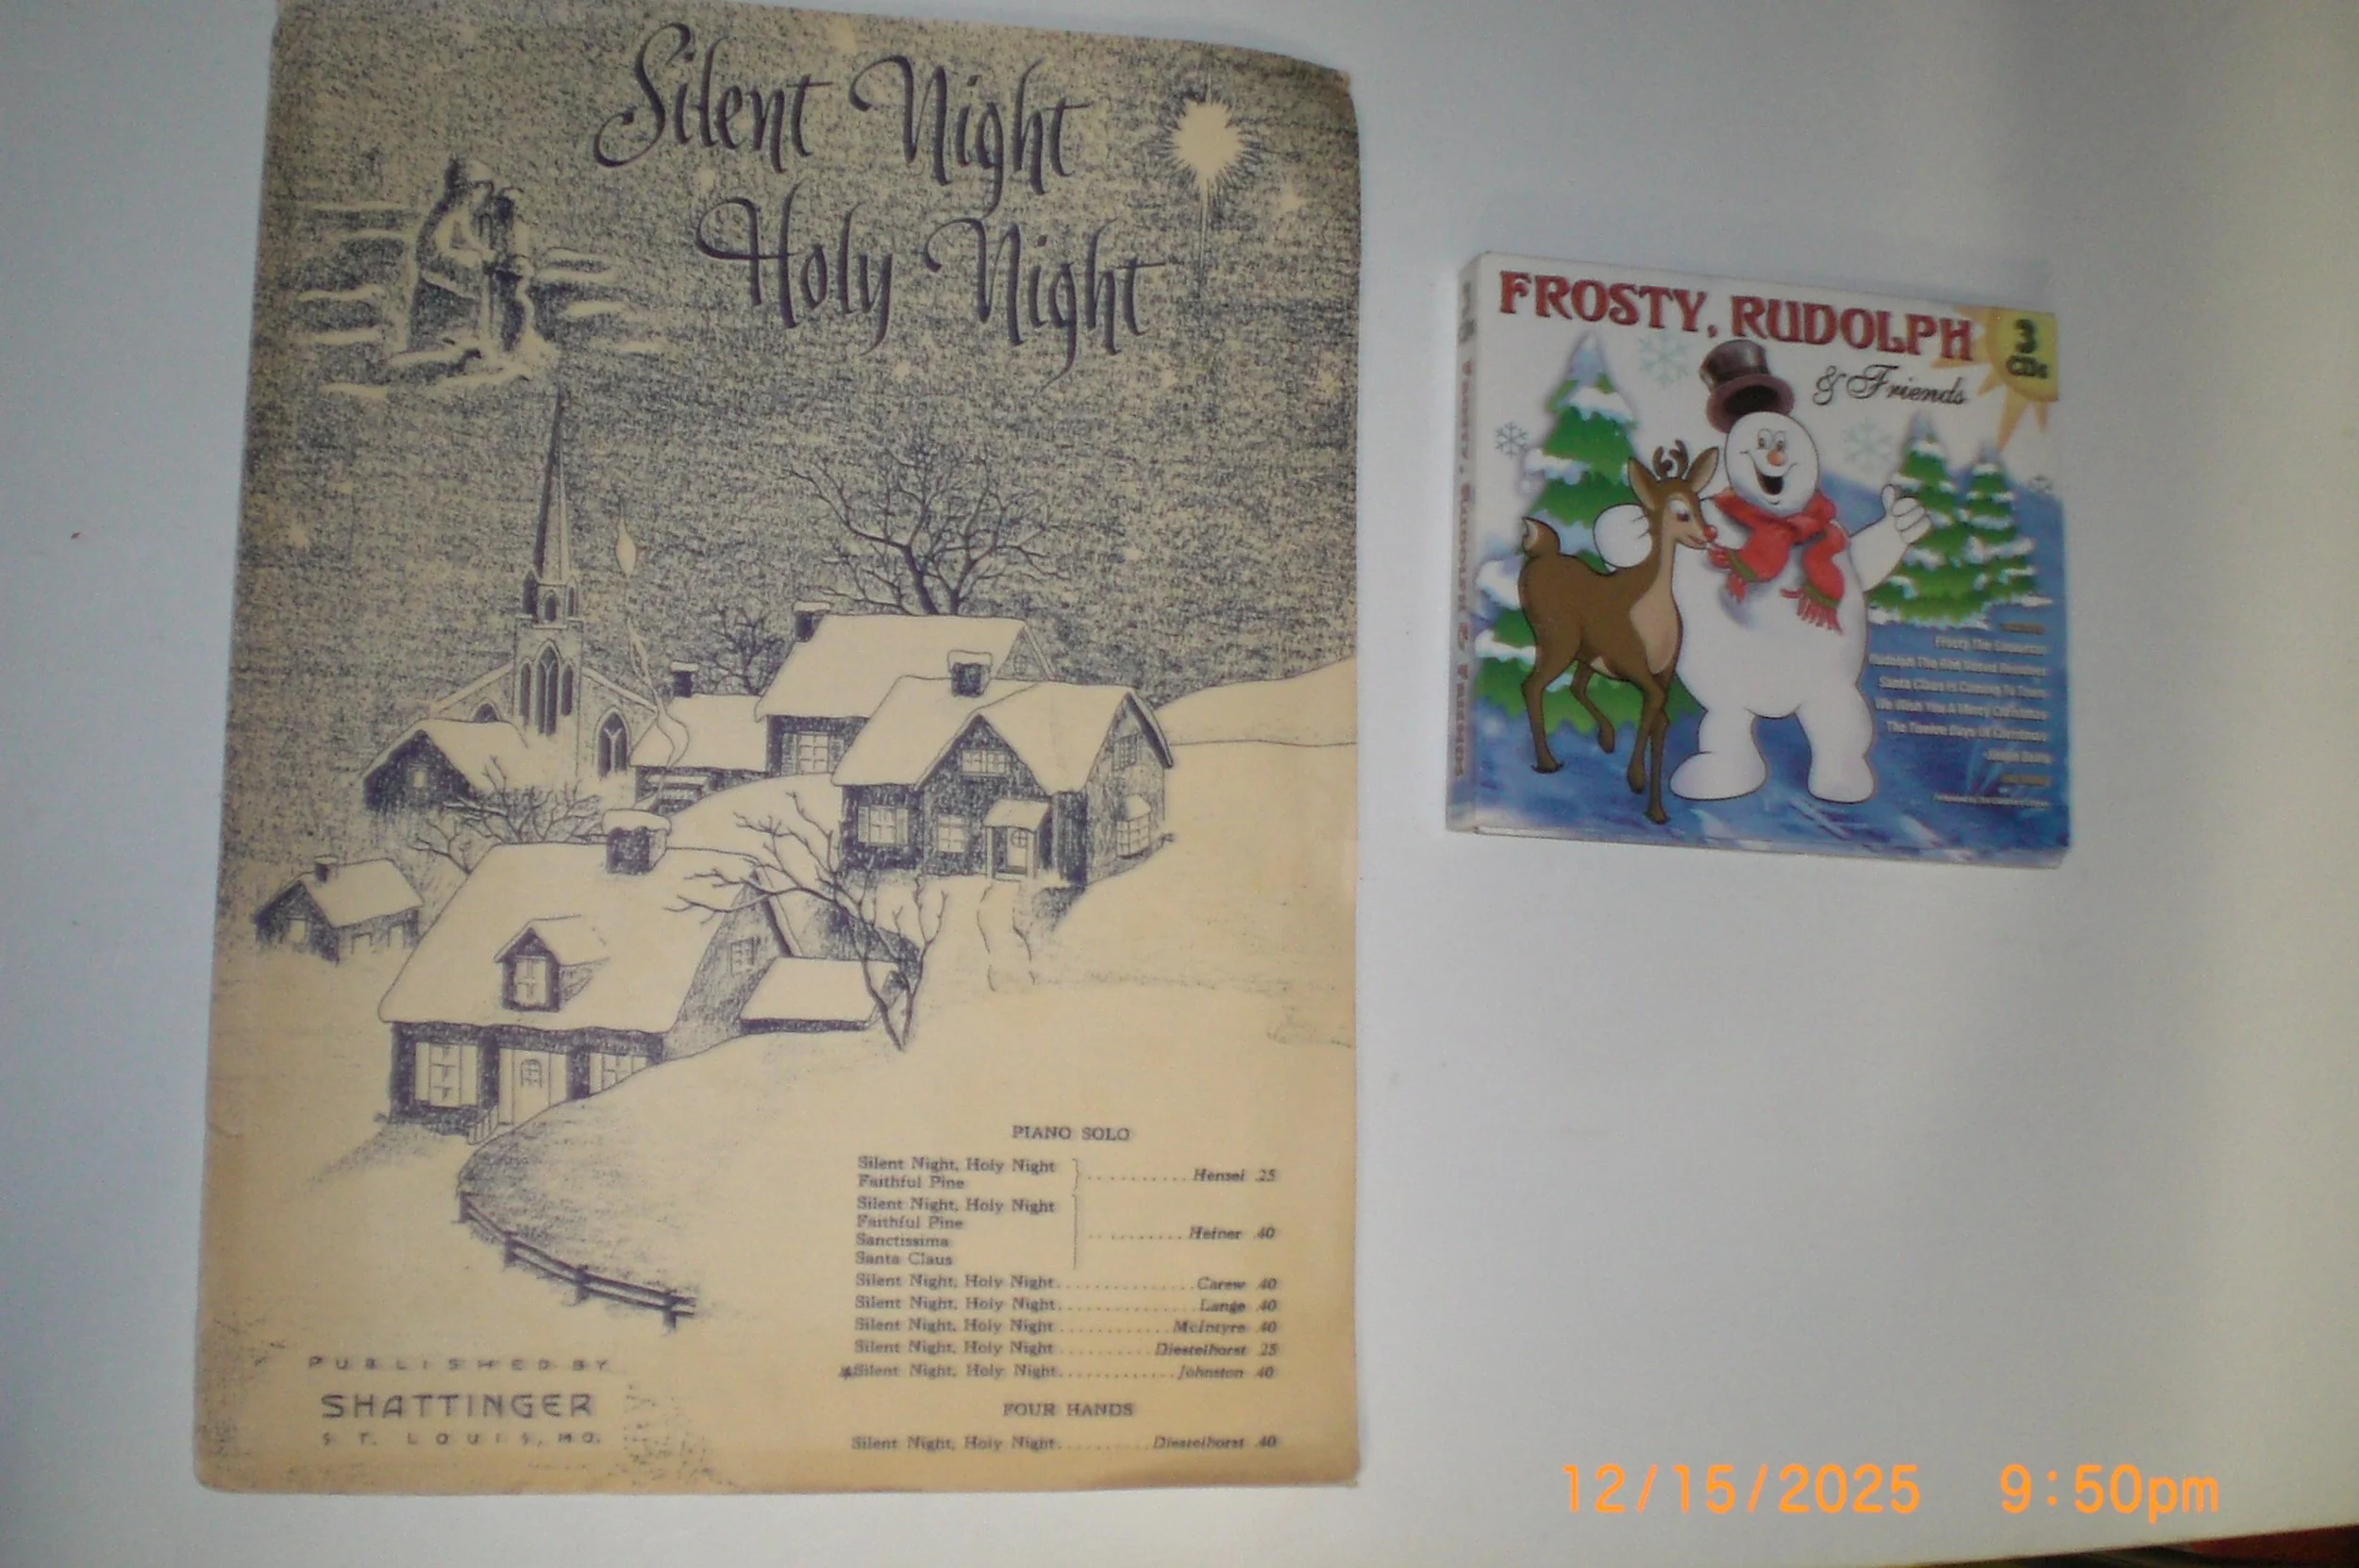 Silent Night
Holy Night
PIANO SOLO
Silent Night, Holy Night
Faithful Pine
Hensel .25
Silent Night, Holy Night
Faithful Pine
Sanctissima
Santa Claus
Hefner .40
Silent Night, Holy Night............Carew .40
Silent Night, Holy Night............Lange .40
Silent Night, Holy Night............McIntyre .40
Silent Night, Holy Night............Diestelhorst .25
Silent Night, Holy Night............Johnston .40
FOUR HANDS
Silent Night, Holy Night............Diestelhorst .40
PUBLISHED BY
SHATTINGER
ST. LOUIS, MO.
FROSTY, RUDOLPH
& Friends
3
CDs
Frosty The Snowman
Rudolph The Red Nosed Reindeer
Santa Claus Is Coming To Town
We Wish You A Merry Christmas
The Twelve Days Of Christmas
Jingle Bells
12/15/2025 9:50pm